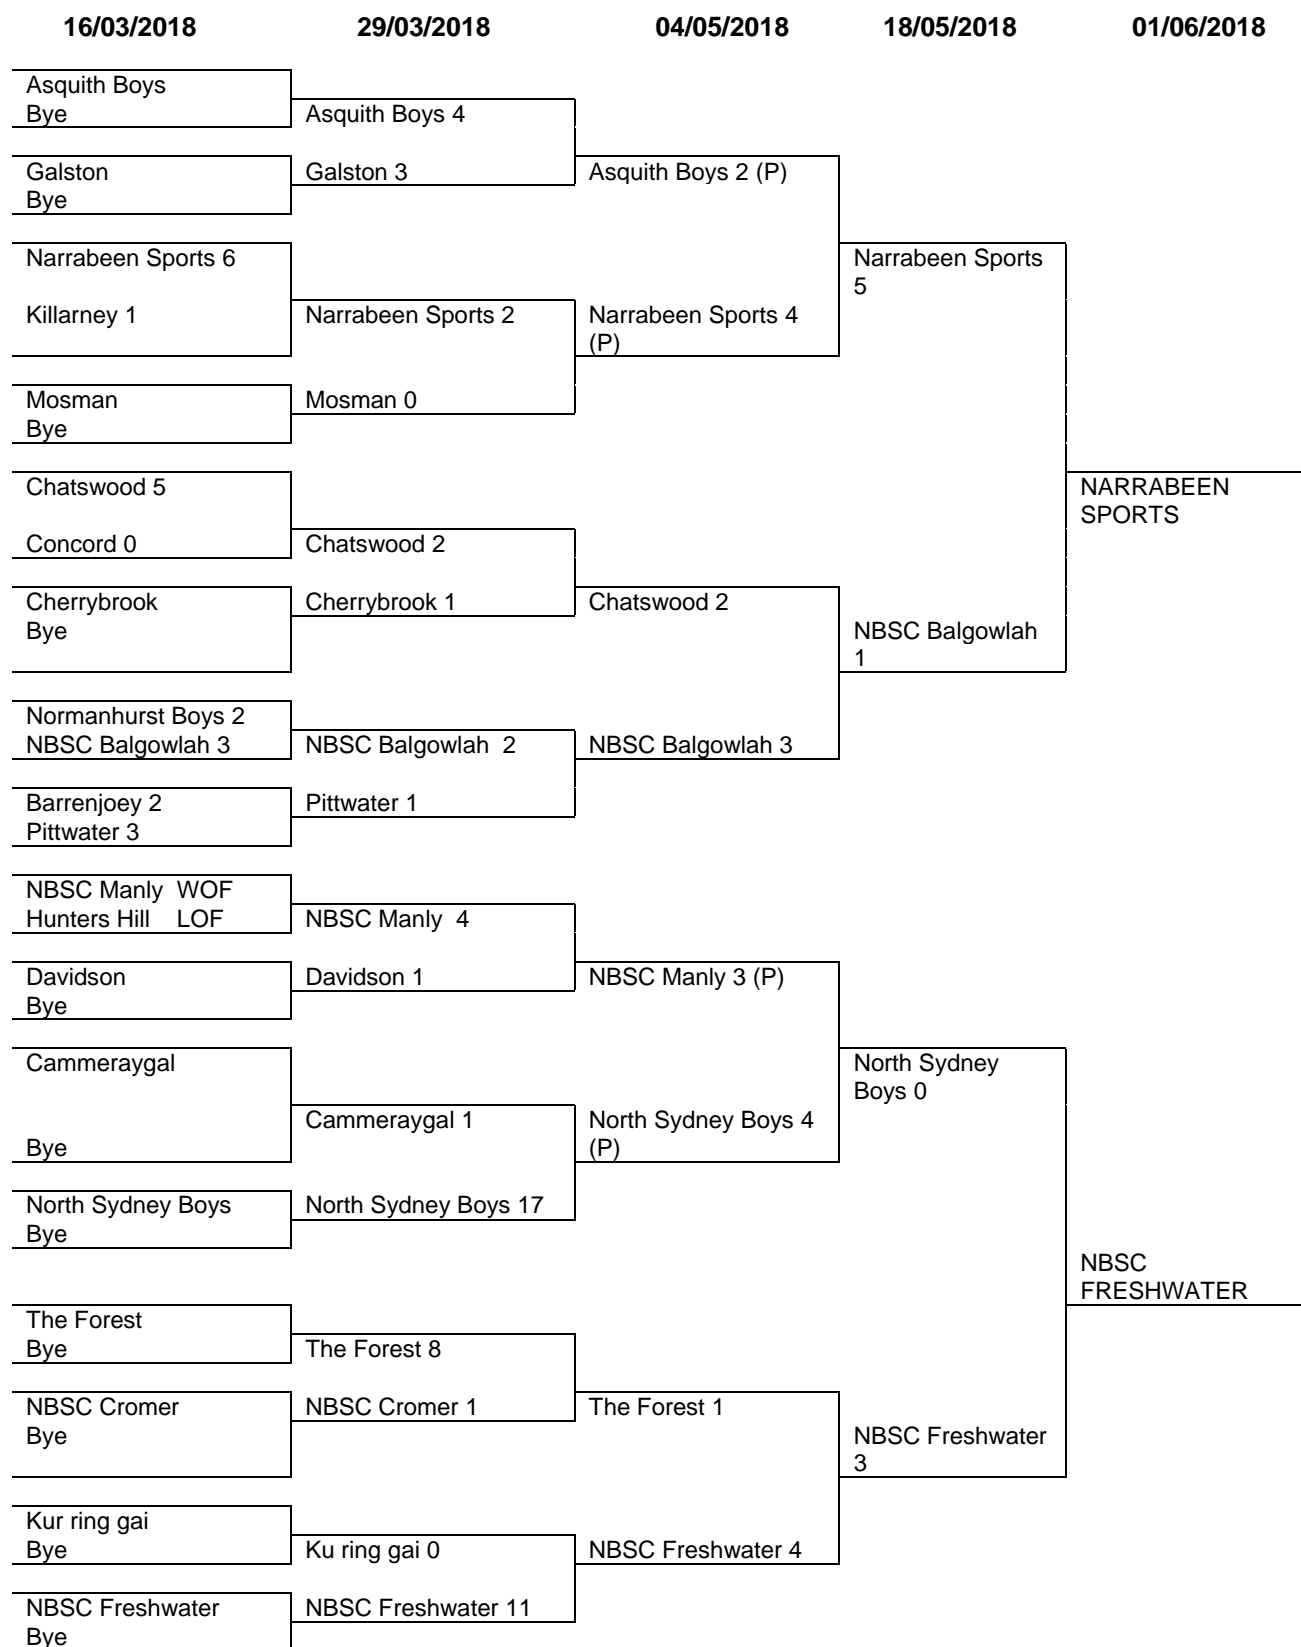 16/03/2018 29/03/2018 04/05/2018 18/05/2018 01/06/2018
Asquith Boys
Bye
Asquith Boys 4
Galston
Bye
Galston 3
Asquith Boys 2 (P)
Narrabeen Sports 6
Killarney 1
Narrabeen Sports 2
Narrabeen Sports 4
(P)
Narrabeen Sports
5
Mosman
Bye
Mosman 0
Chatswood 5
Concord 0
Chatswood 2
NARRABEEN
SPORTS
Cherrybrook
Bye
Cherrybrook 1
Chatswood 2
NBSC Balgowlah
1
Normanhurst Boys 2
NBSC Balgowlah 3
NBSC Balgowlah  2
NBSC Balgowlah 3
Barrenjoey 2
Pittwater 3
Pittwater 1
NBSC Manly  WOF
Hunters Hill    LOF
NBSC Manly  4
Davidson
Bye
Davidson 1
NBSC Manly 3 (P)
Cammeraygal
Bye
Cammeraygal 1
North Sydney Boys 4
(P)
North Sydney
Boys 0
North Sydney Boys
Bye
North Sydney Boys 17
NBSC
FRESHWATER
The Forest
Bye
The Forest 8
NBSC Cromer
Bye
NBSC Cromer 1
The Forest 1
NBSC Freshwater
3
Kur ring gai
Bye
Ku ring gai 0
NBSC Freshwater 4
NBSC Freshwater
Bye
NBSC Freshwater 11